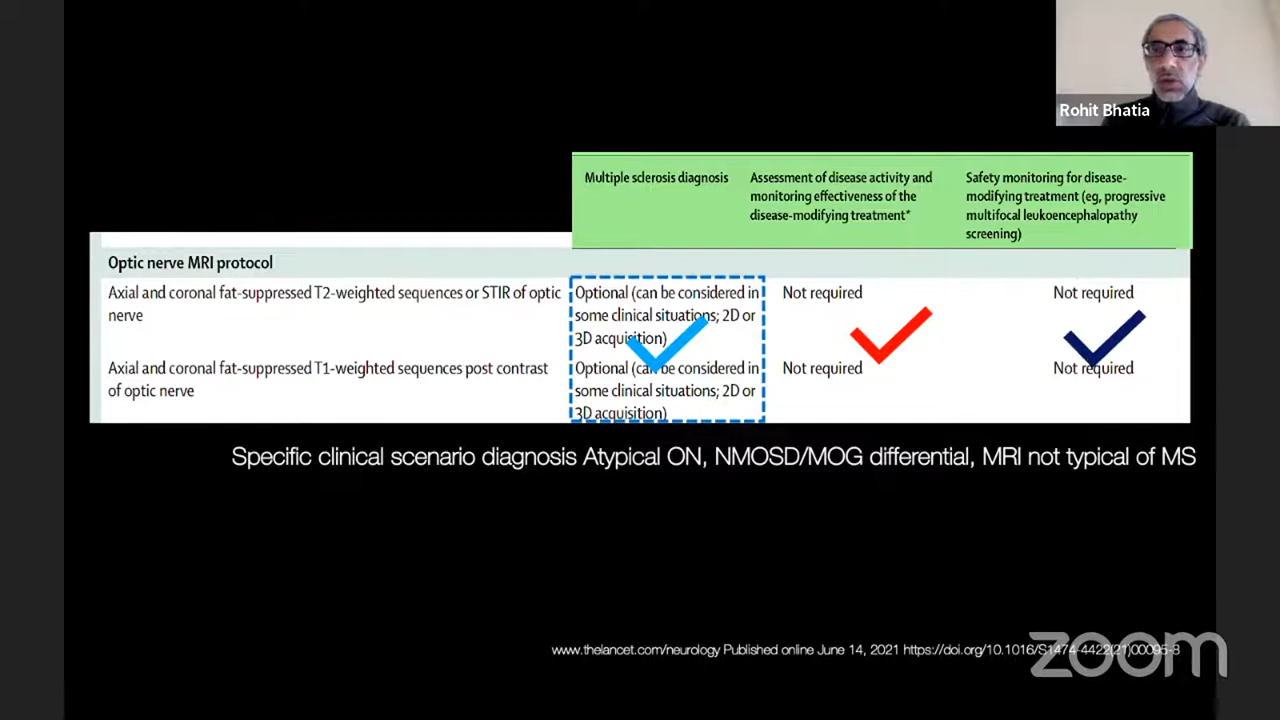 Rohit Bhatia
Multiple sclerosis diagnosis
Assessment of disease activity and
monitoring effectiveness of the
disease-modifying treatment*
Safety monitoring for disease-
modifying treatment (eg, progressive
multifocal leukoencephalopathy
screening)
Optic nerve MRI protocol
Axial and coronal fat-suppressed T2-weighted sequences or STIR of optic
nerve
Optional (can be considered in
some clinical situations; 2D or
3D acquisition)
Not required
Not required
Axial and coronal fat-suppressed T1-weighted sequences post contrast
of optic nerve
Optional (can be considered in
some clinical situations; 2D or
3D acquisition)
Not required
Not required
Specific clinical scenario diagnosis Atypical ON, NMOSD/MOG differential, MRI not typical of MS
www.thelancet.com/neurology Published online June 14, 2021 https://doi.org/10.1016/S1474-4422(21)00095-8
zoom